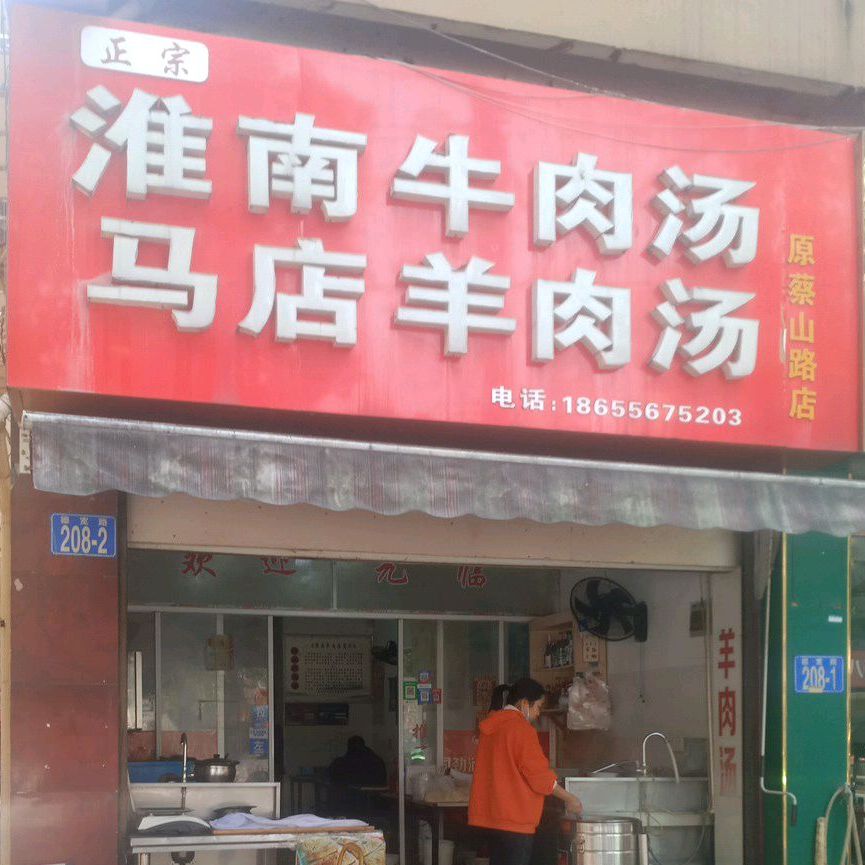 正宗
淮南牛肉汤
马店羊肉汤
原蔡山路店
电话:18655675203
208-2
欢迎光临
208-1
羊肉汤